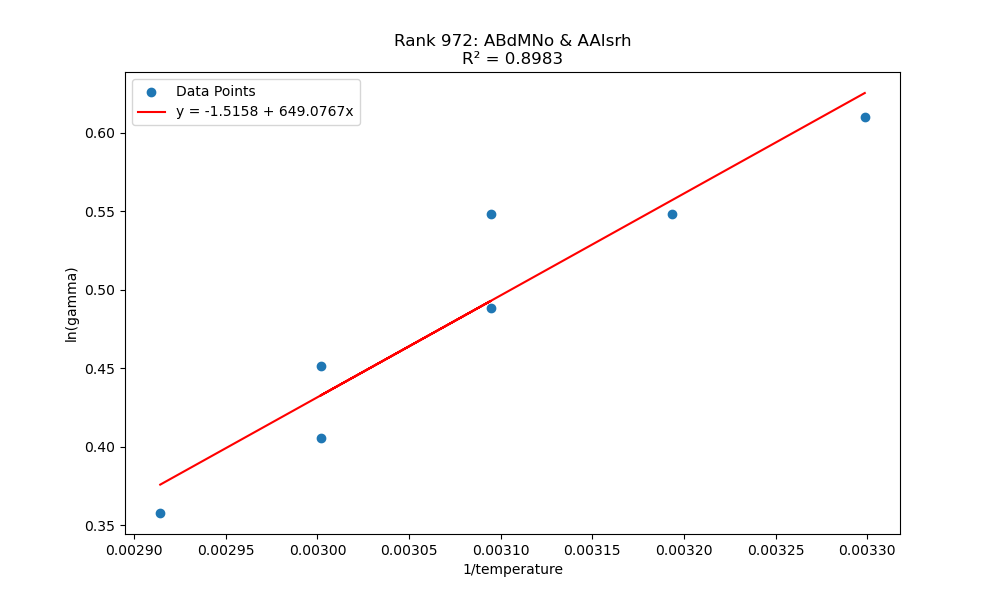 Rank 972: ABdMNo & AAIsrh
R² = 0.8983
Data Points
y = -1.5158 + 649.0767x
ln(gamma)
0.60
0.55
0.50
0.45
0.40
0.35
0.00290 0.00295 0.00300 0.00305 0.00310 0.00315 0.00320 0.00325 0.00330
1/temperature